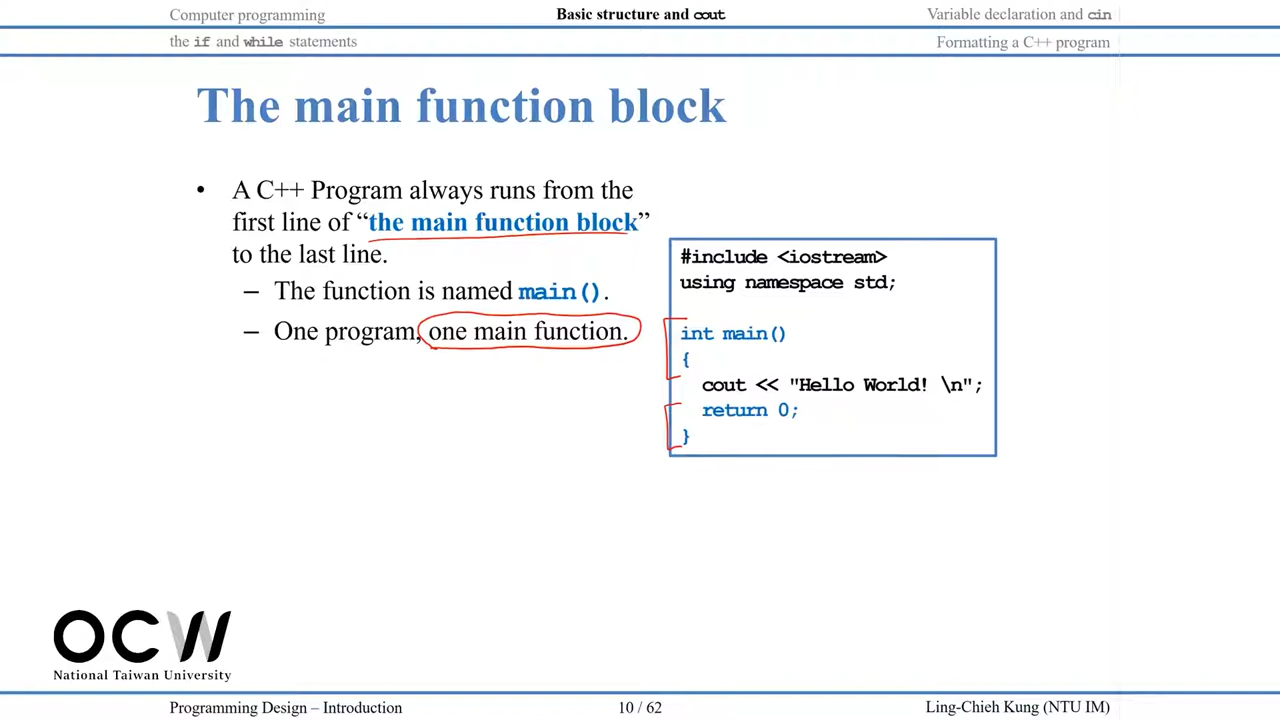 Computer programming
Basic structure and cout
Variable declaration and cin
the if and while statements
Formatting a C++ program
The main function block
• A C++ Program always runs from the
first line of “the main function block”
to the last line.
– The function is named main().
– One program, one main function.
#include <iostream>
using namespace std;
int main()
{
cout << "Hello World! \n";
return 0;
}
OCW
National Taiwan University
Programming Design – Introduction
10 / 62
Ling-Chieh Kung (NTU IM)